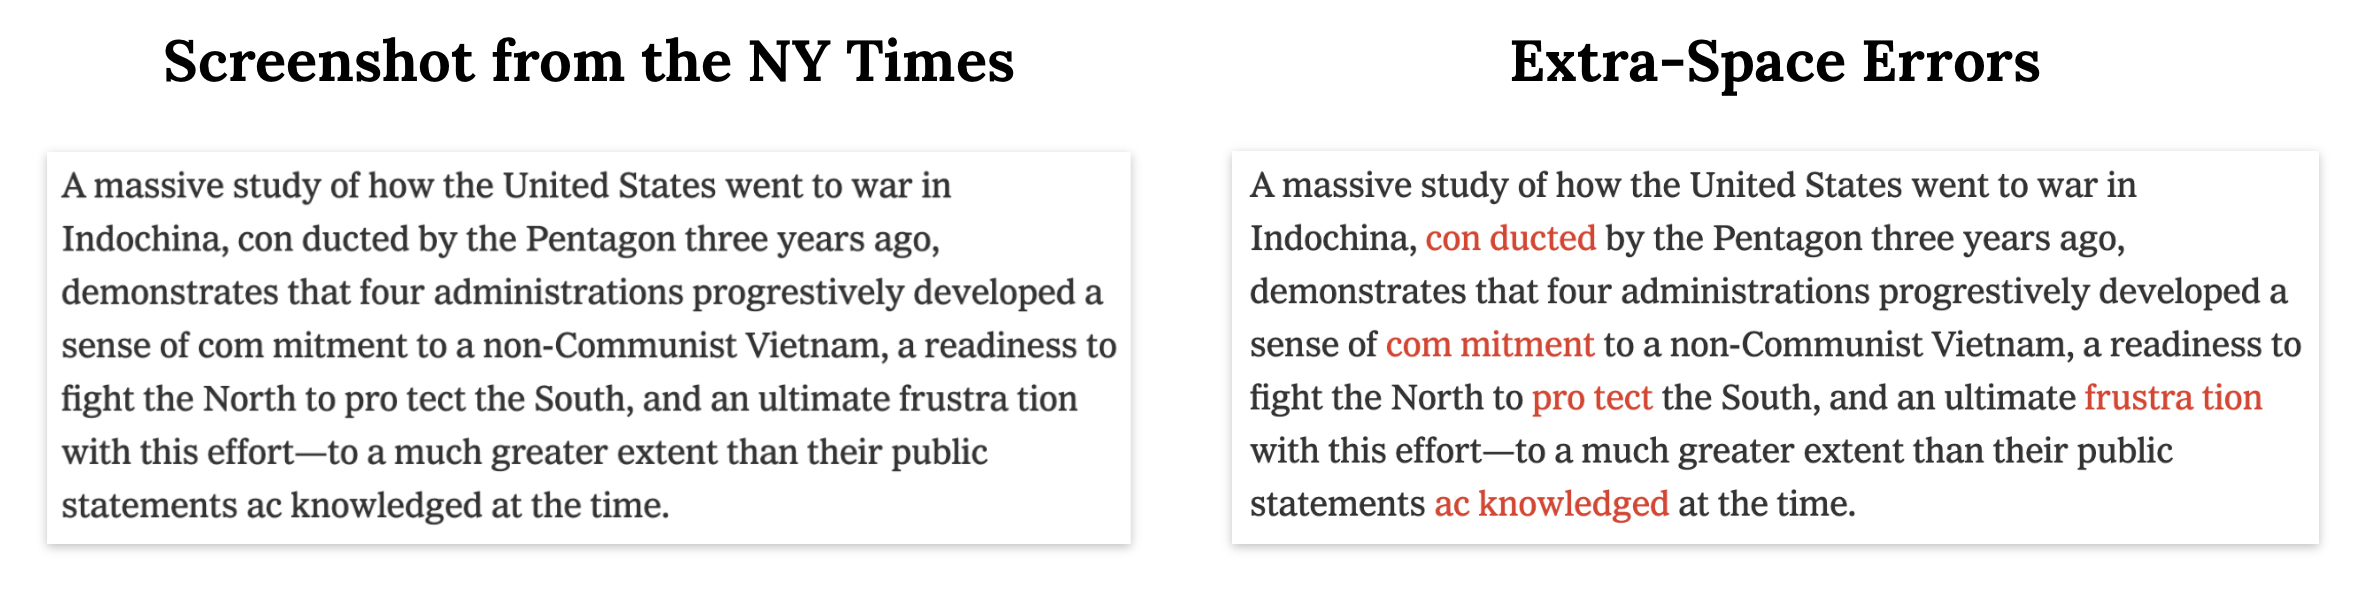 Screenshot from the NY Times
A massive study of how the United States went to war in
Indochina, con ducted by the Pentagon three years ago,
demonstrates that four administrations progrestively developed a
sense of com mitment to a non-Communist Vietnam, a readiness to
fight the North to pro tect the South, and an ultimate frustra tion
with this effort—to a much greater extent than their public
statements ac knowledged at the time.
Extra-Space Errors
A massive study of how the United States went to war in
Indochina, con ducted by the Pentagon three years ago,
demonstrates that four administrations progrestively developed a
sense of com mitment to a non-Communist Vietnam, a readiness to
fight the North to pro tect the South, and an ultimate frustra tion
with this effort—to a much greater extent than their public
statements ac knowledged at the time.